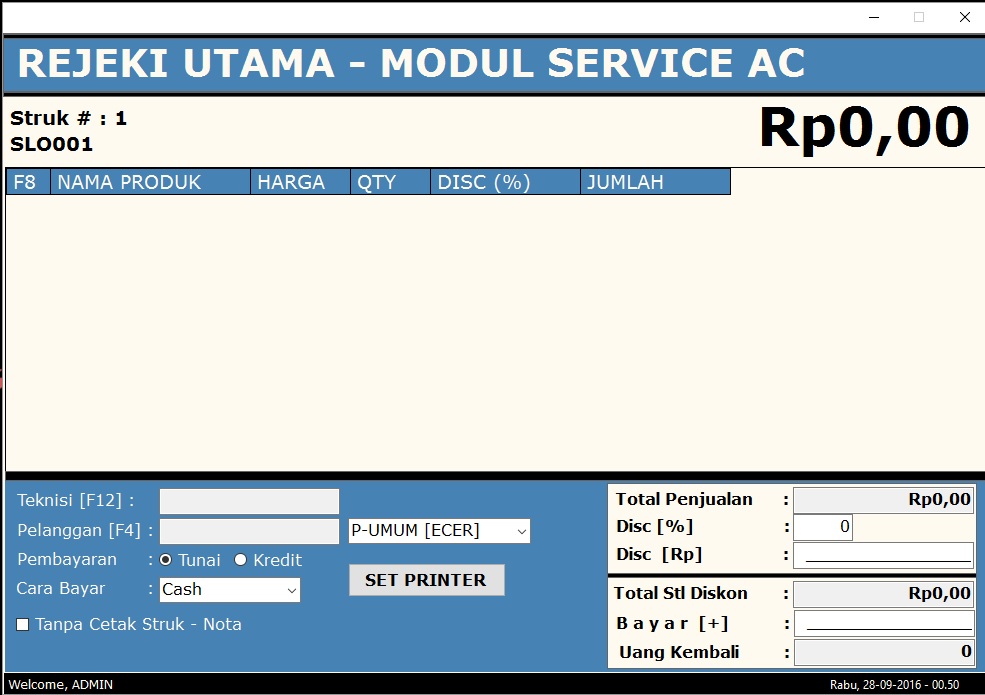 REJEKI UTAMA - MODUL SERVICE AC
Struk # : 1
SLO001
Rp0,00
F8 NAMA PRODUK HARGA QTY DISC (%) JUMLAH
Teknisi [F12] :
Pelanggan [F4] : P-UMUM [ECER]
Pembayaran : Tunai Kredit
Cara Bayar : Cash
SET PRINTER
Tanpa Cetak Struk - Nota
Total Penjualan : Rp0,00
Disc [%] : 0
Disc [Rp] :
Total Stl Diskon : Rp0,00
B a y a r [+] :
Uang Kembali : 0
Welcome, ADMIN
Rabu, 28-09-2016 - 00.50